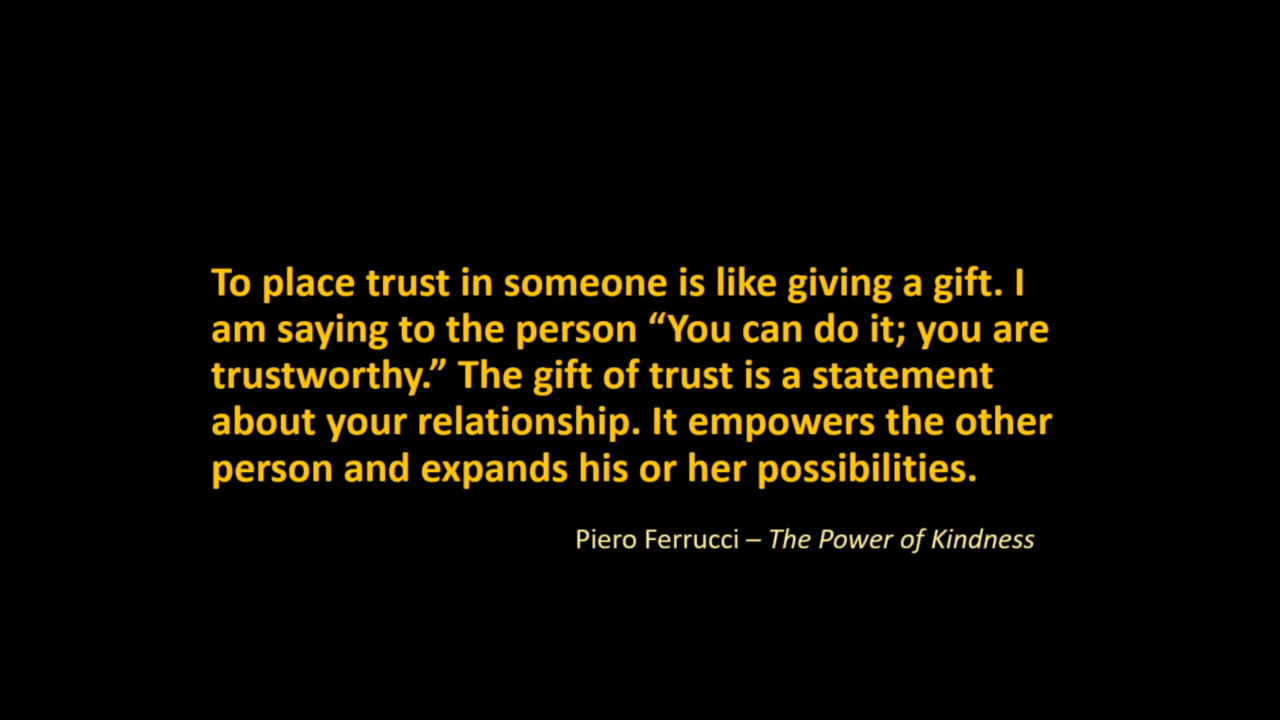 To place trust in someone is like giving a gift. I
am saying to the person “You can do it; you are
trustworthy.” The gift of trust is a statement
about your relationship. It empowers the other
person and expands his or her possibilities.
Piero Ferrucci – The Power of Kindness